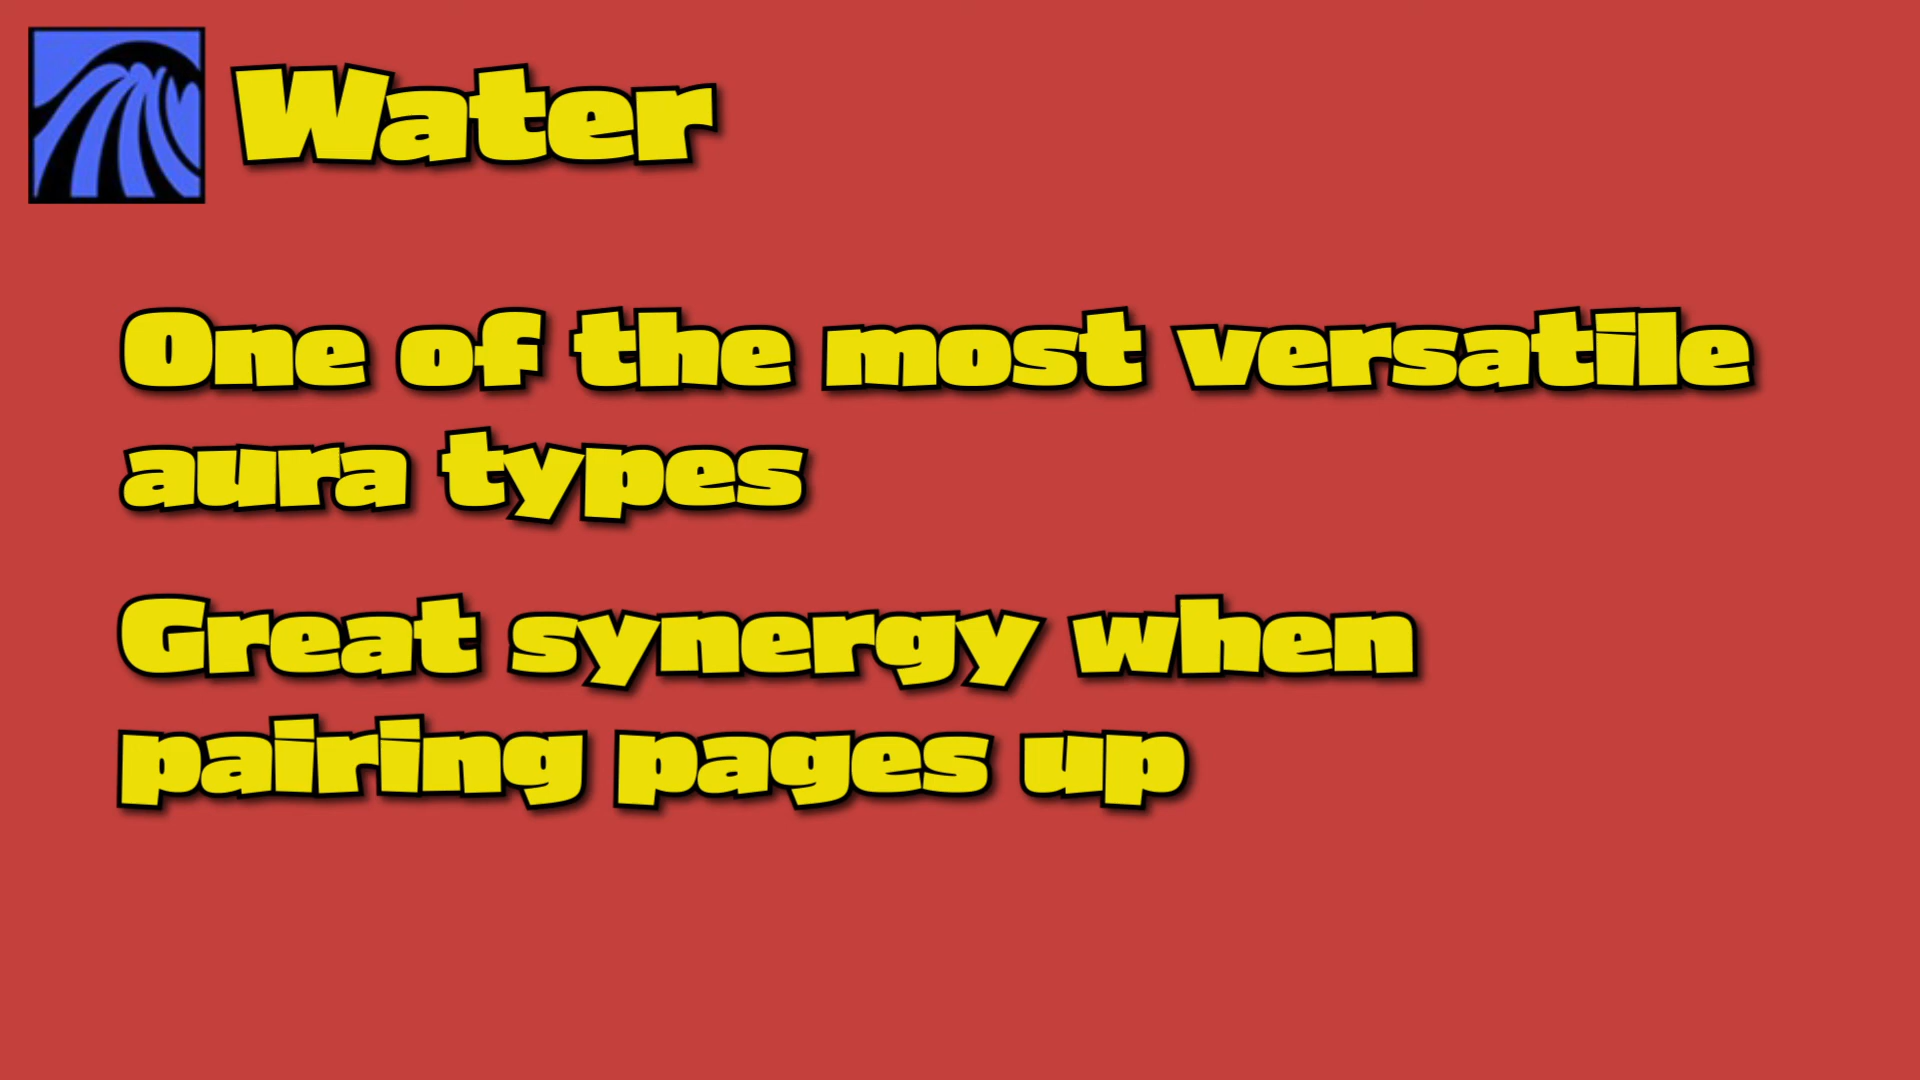 Water
One of the most versatile
aura types
Great synergy when
pairing pages up